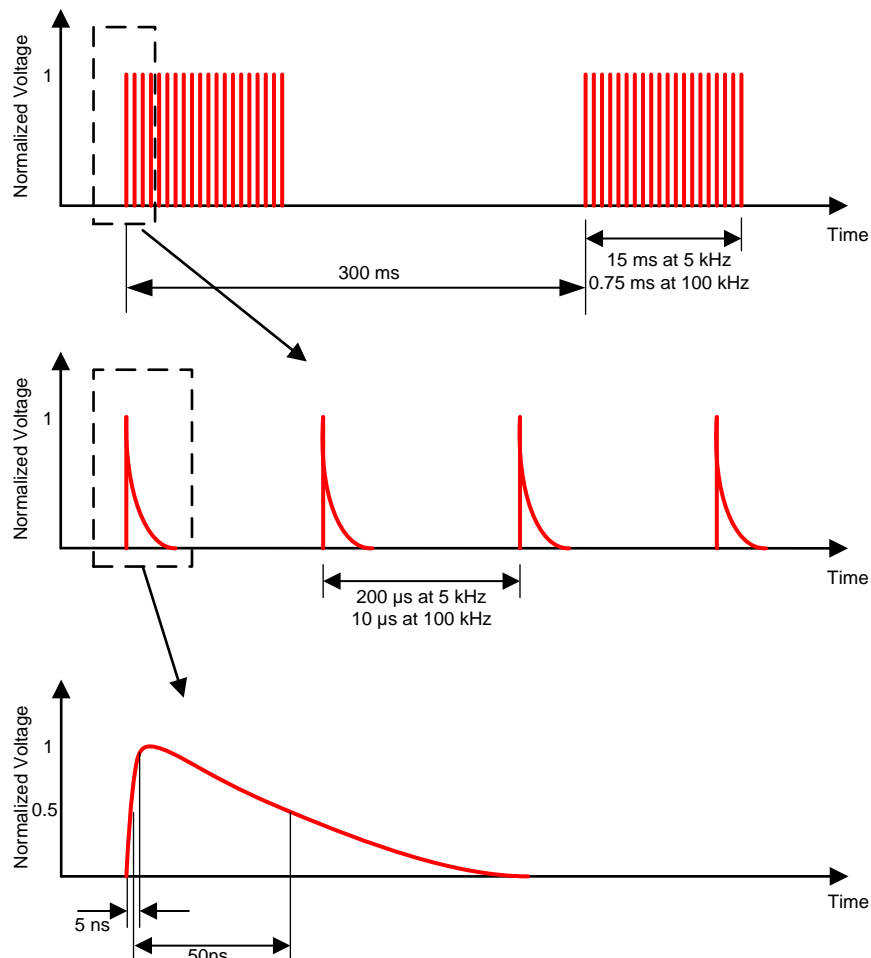 Normalized Voltage
1
Time
15 ms at 5 kHz
0.75 ms at 100 kHz
300 ms
Normalized Voltage
1
Time
200 µs at 5 kHz
10 µs at 100 kHz
Normalized Voltage
1
0.5
Time
5 ns
50ns